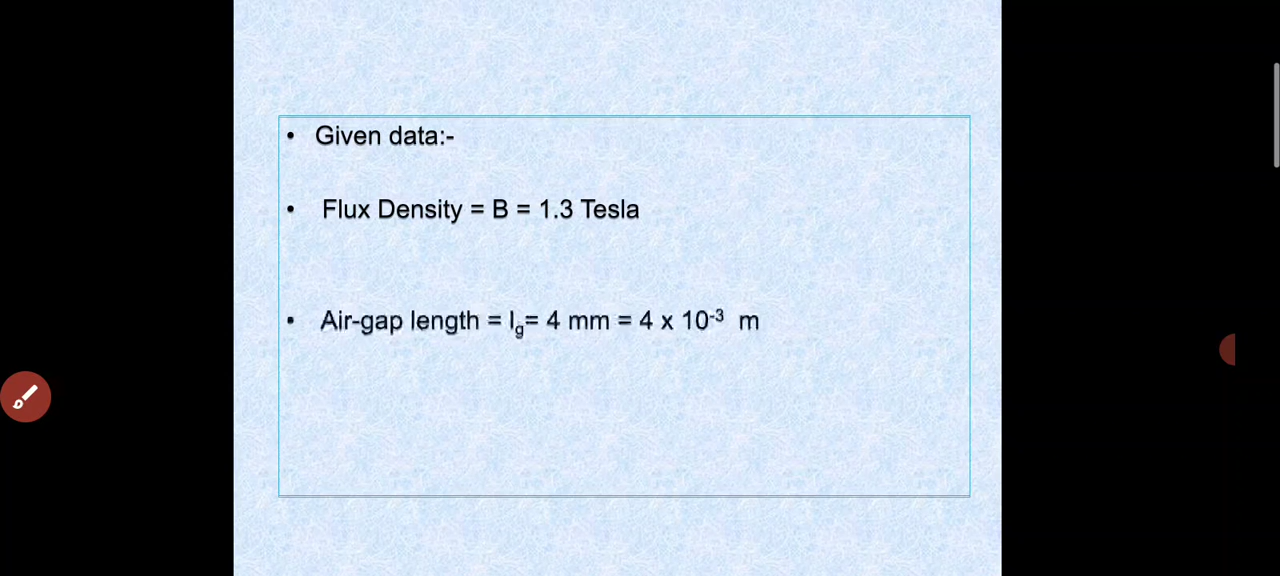 • Given data:-
• Flux Density = B = 1.3 Tesla
• Air-gap length = lg= 4 mm = 4 x 10⁻³ m